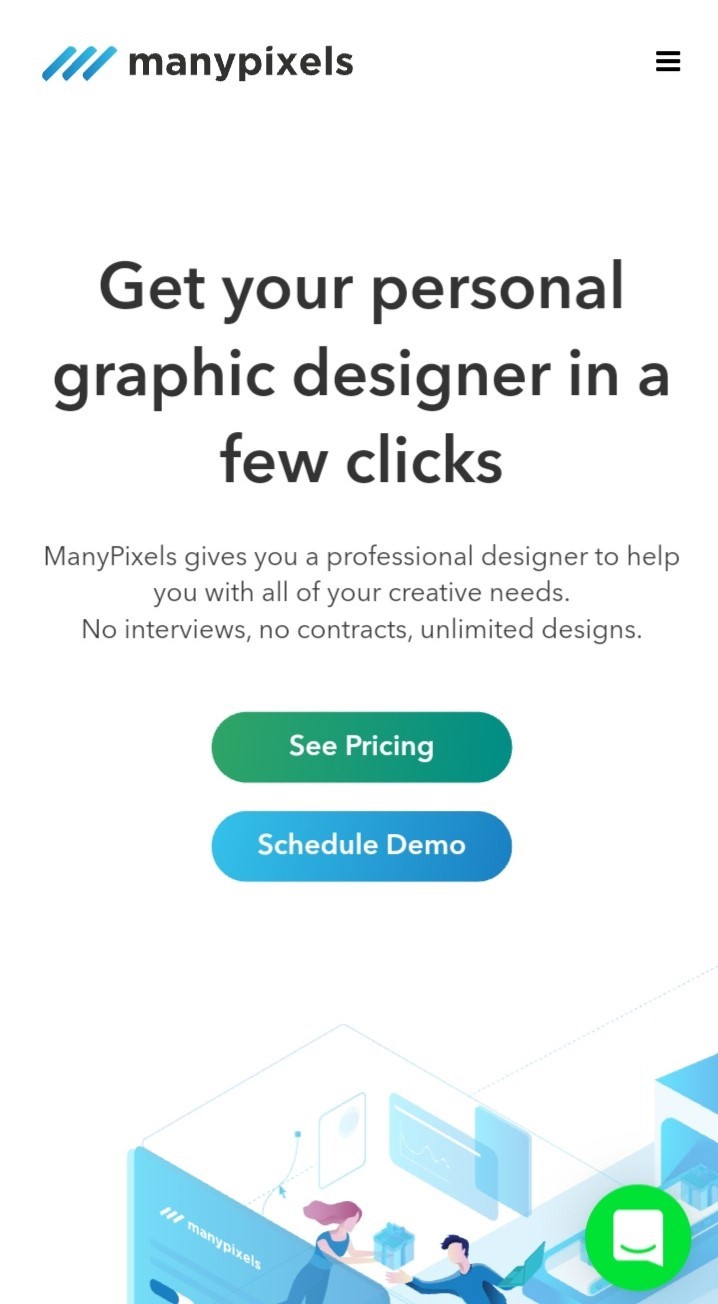 manypixels
Get your personal
graphic designer in a
few clicks
ManyPixels gives you a professional designer to help
you with all of your creative needs.
No interviews, no contracts, unlimited designs.
See Pricing
Schedule Demo
manypixels